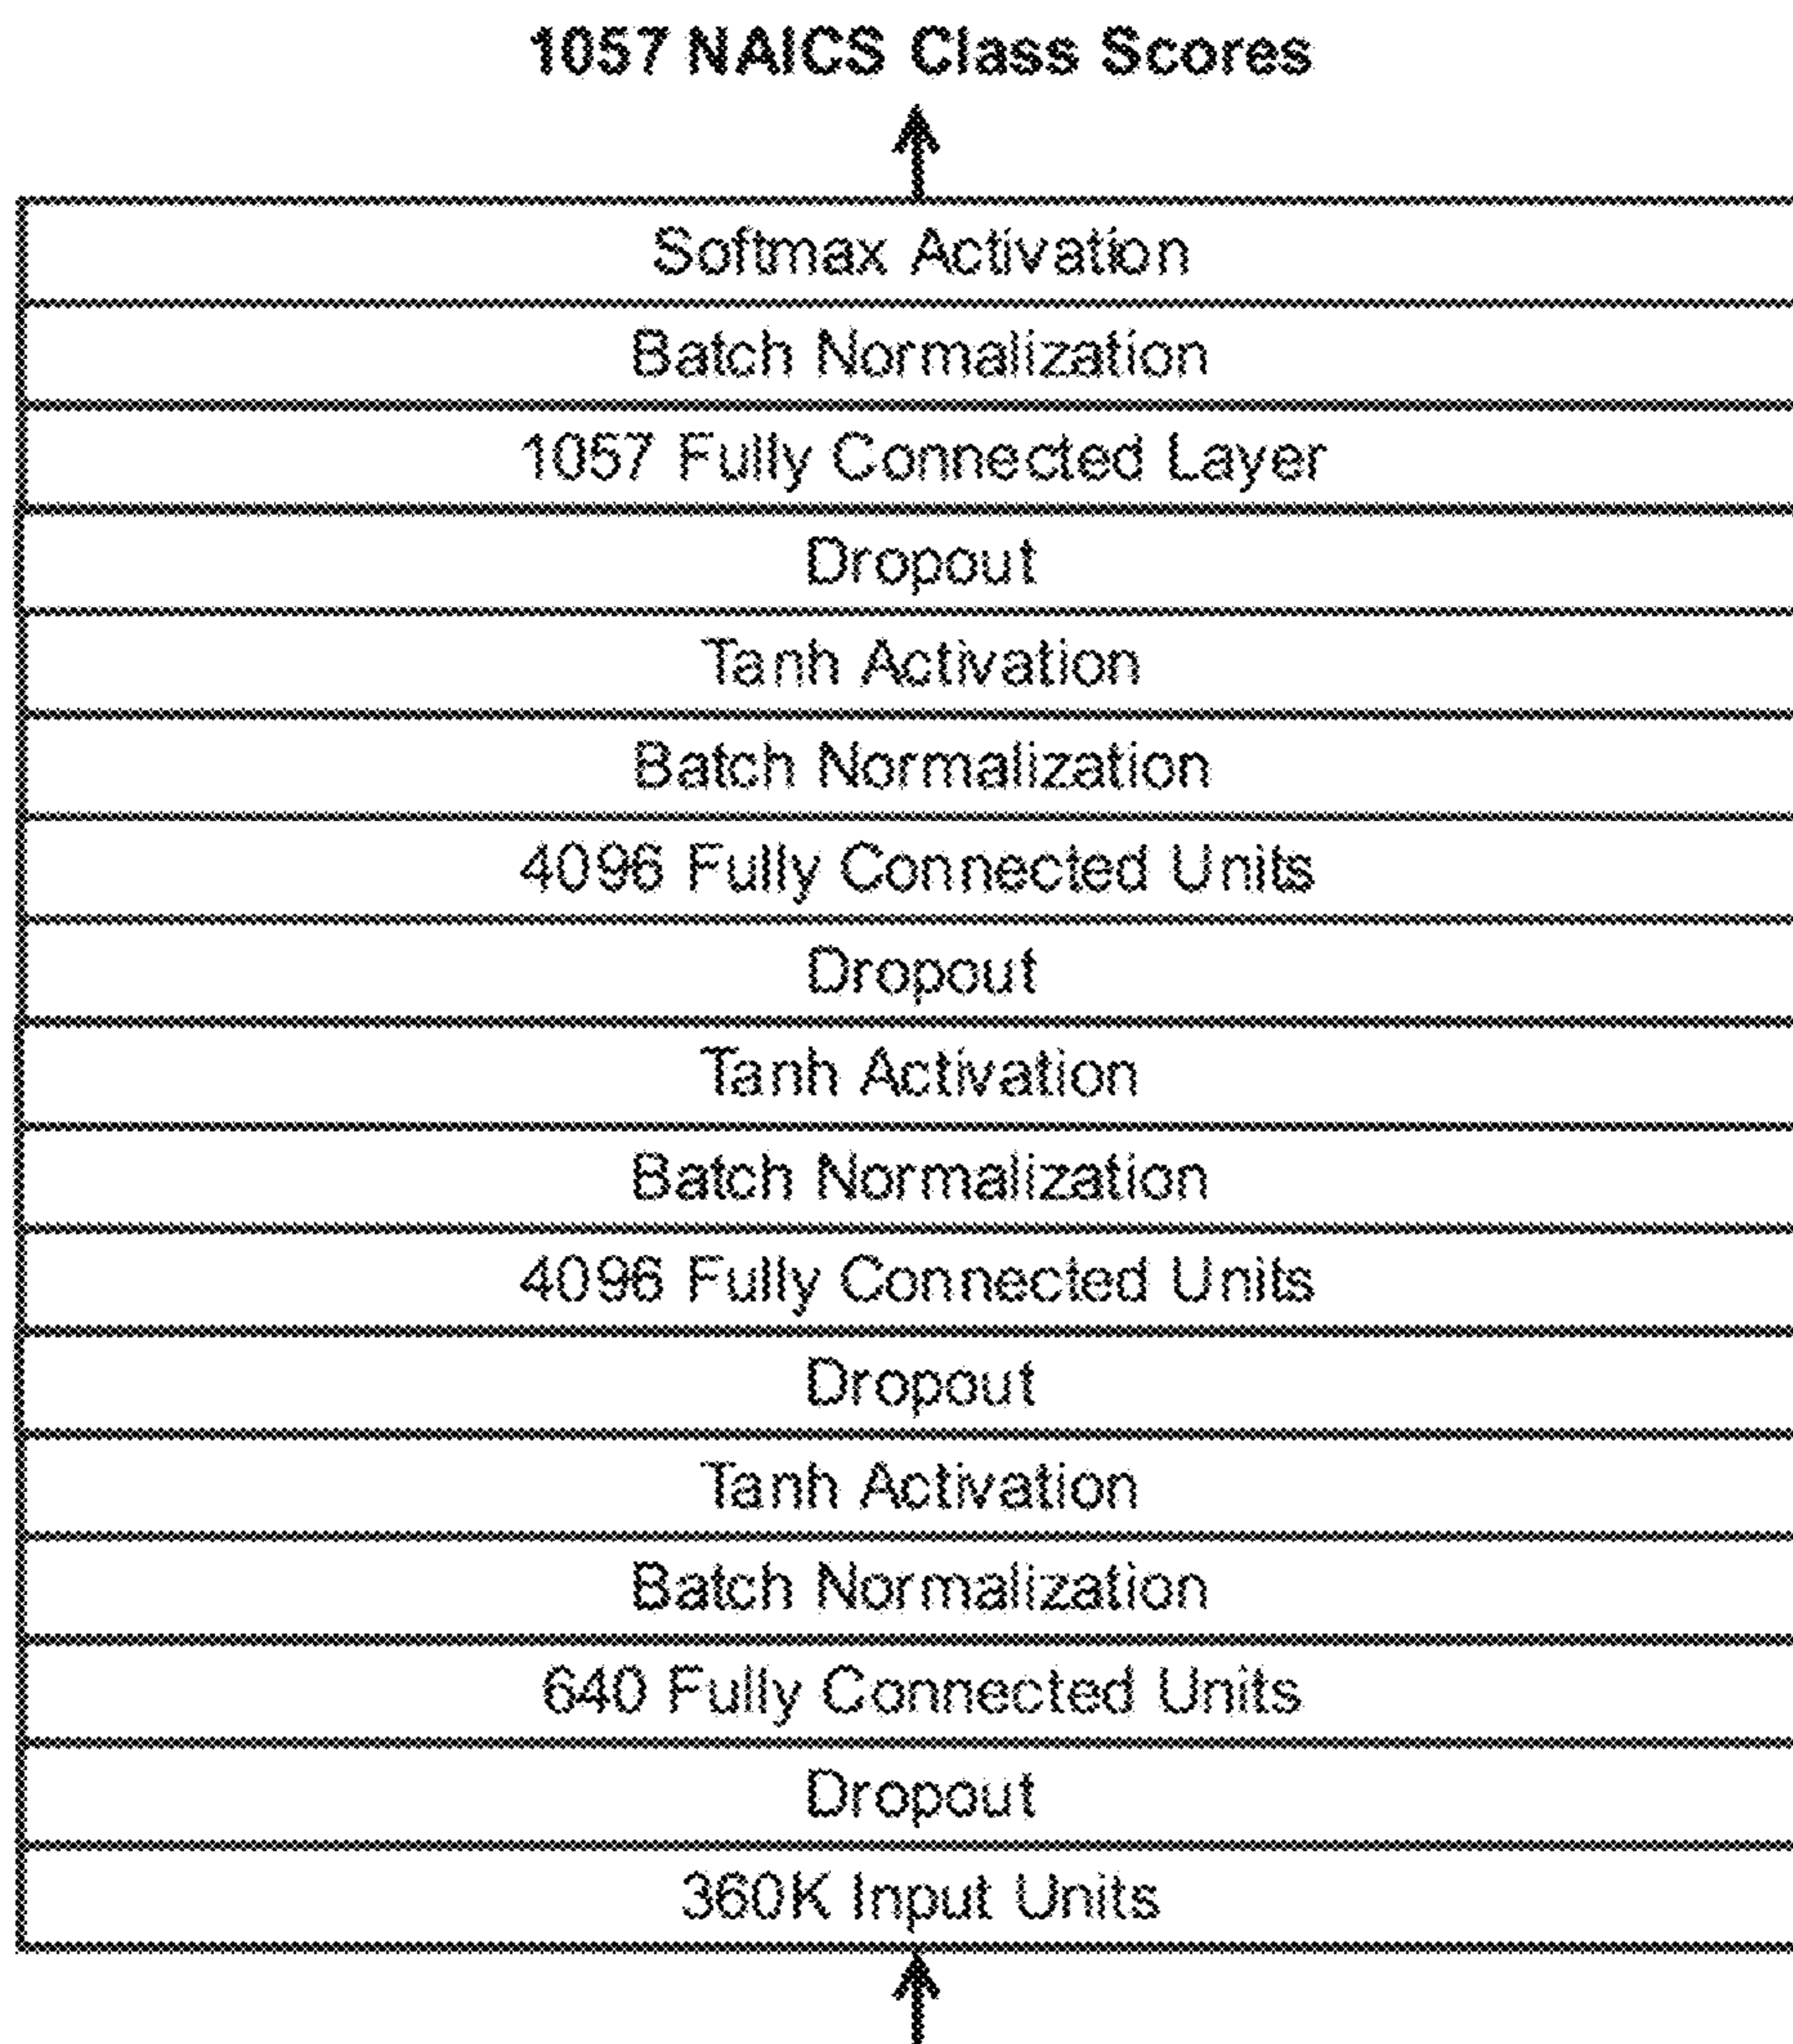 1057 NAICS Class Scores
Softmax Activation
Batch Normalization
1057 Fully Connected Layer
Dropout
Tanh Activation
Batch Normalization
4096 Fully Connected Units
Dropout
Tanh Activation
Batch Normalization
4096 Fully Connected Units
Dropout
Tanh Activation
Batch Normalization
640 Fully Connected Units
Dropout
360K Input Units